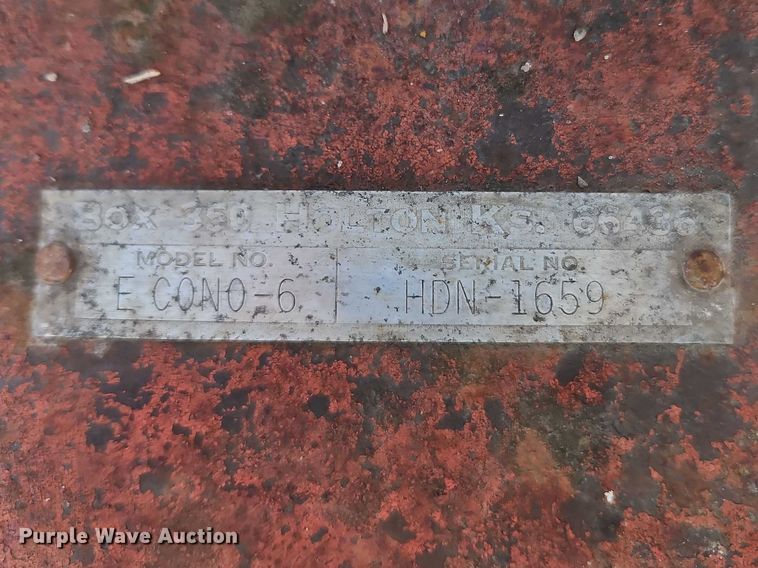 BOX 350 HOLTON KS. 66436
MODEL NO. SERIAL NO.
E CONO-6 HDN-1659
Purple Wave Auction